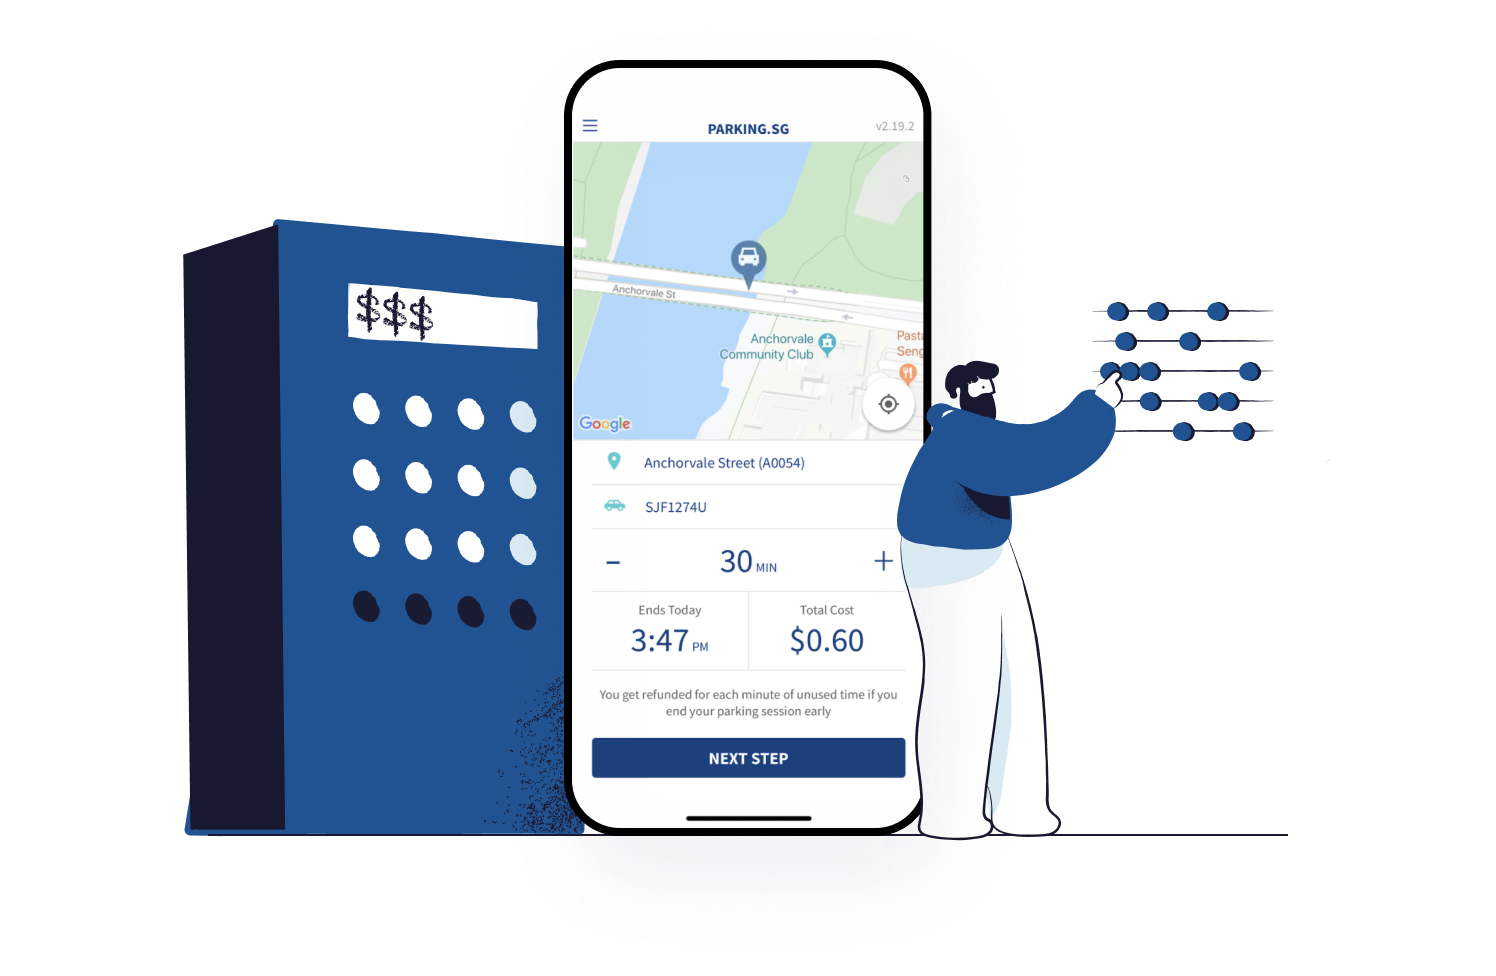 PARKING.SG
v2.19.2
$$$
Anchorvale St
Anchorvale
Community Club
Past
Seng
Google
Anchorvale Street (A0054)
SJF1274U
– 30 MIN +
Ends Today
3:47 PM
Total Cost
$0.60
You get refunded for each minute of unused time if you
end your parking session early
NEXT STEP